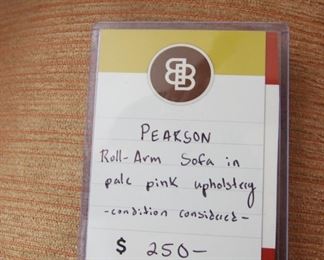 B
PEARSON
Roll-Arm Sofa in
pale pink upholstery
-condition considered-
$ 250-